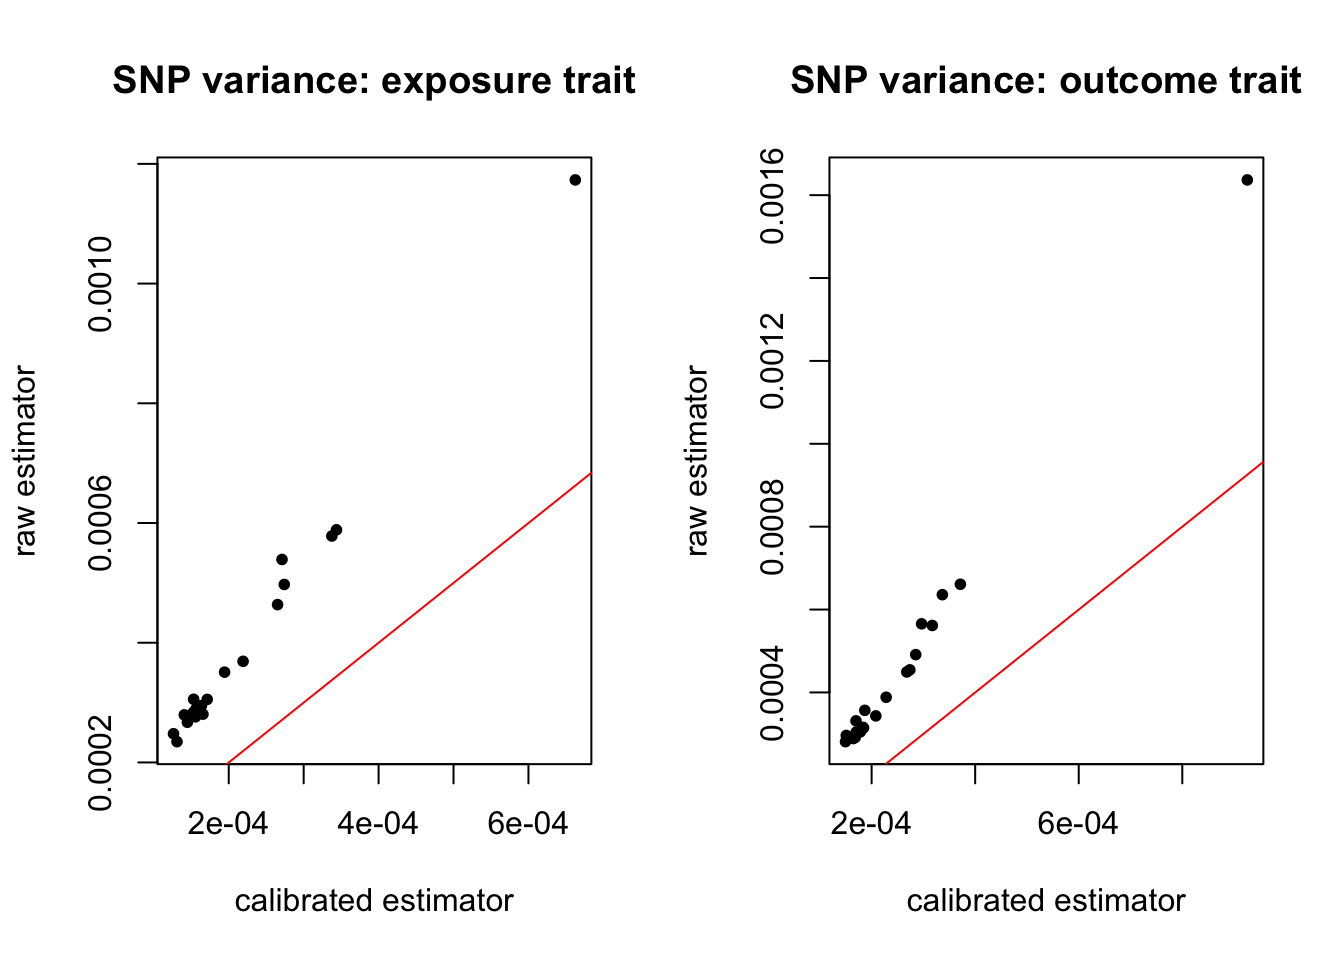 SNP variance: exposure trait
raw estimator
0.0010
0.0006
0.0002
2e-04 4e-04 6e-04
calibrated estimator
SNP variance: outcome trait
raw estimator
0.0016
0.0012
0.0008
0.0004
2e-04 6e-04
calibrated estimator